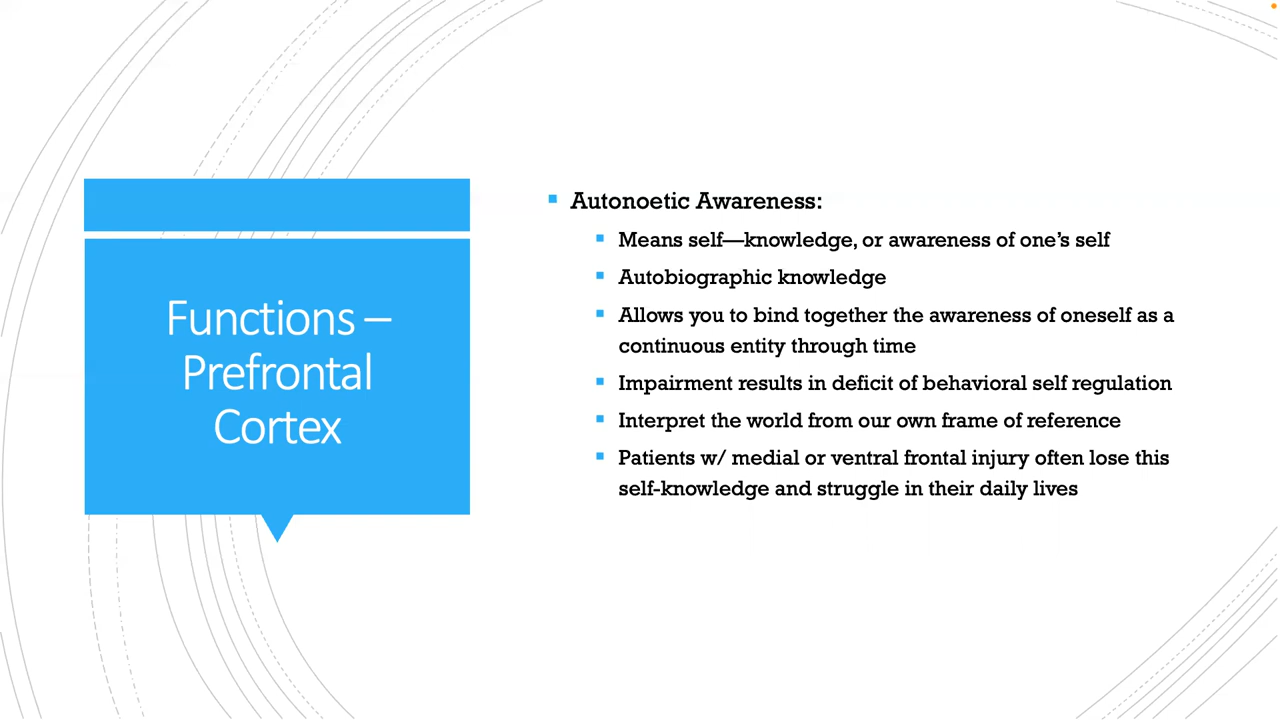 Functions –
Prefrontal
Cortex
Autonoetic Awareness:
Means self—knowledge, or awareness of one’s self
Autobiographic knowledge
Allows you to bind together the awareness of oneself as a
continuous entity through time
Impairment results in deficit of behavioral self regulation
Interpret the world from our own frame of reference
Patients w/ medial or ventral frontal injury often lose this
self-knowledge and struggle in their daily lives